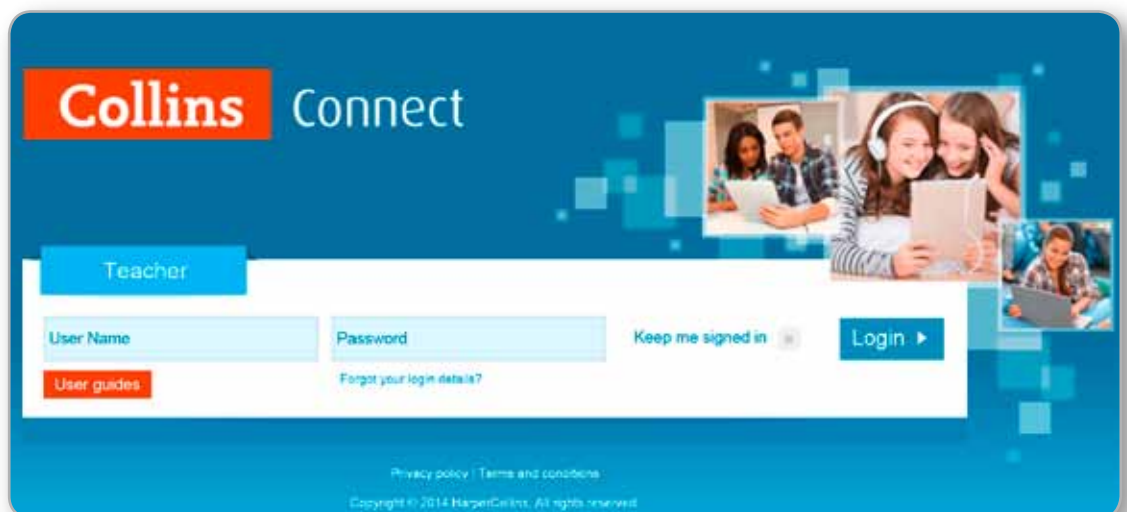 Collins Connect
Teacher
User Name Password Keep me signed in Login
User guides Forgot your login details?
Privacy policy | Terms and conditions
Copyright © 2014 HarperCollins. All rights reserved.